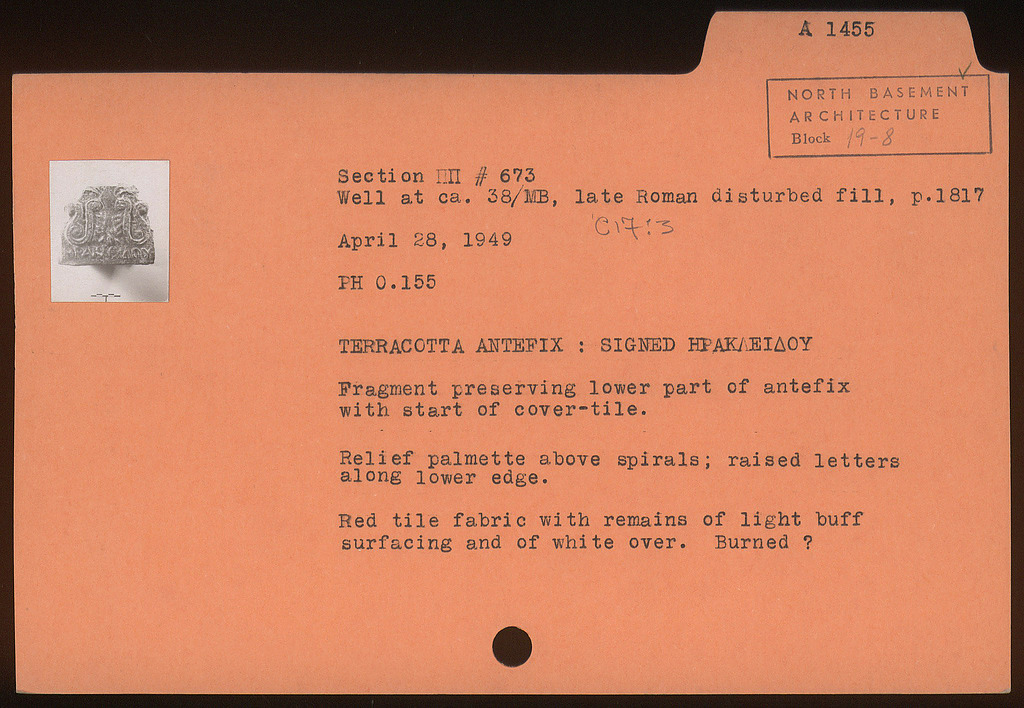 A 1455
NORTH BASEMENT
ARCHITECTURE
Block 19-8
Section ΠΠ # 673
Well at ca. 38/MB, late Roman disturbed fill, p.1817
C17:3
April 28, 1949
PH 0.155
TERRACOTTA ANTEFIX : SIGNED ΗΡΑΚΛΕΙΔΟΥ
Fragment preserving lower part of antefix
with start of cover-tile.
Relief palmette above spirals; raised letters
along lower edge.
Red tile fabric with remains of light buff
surfacing and of white over. Burned ?